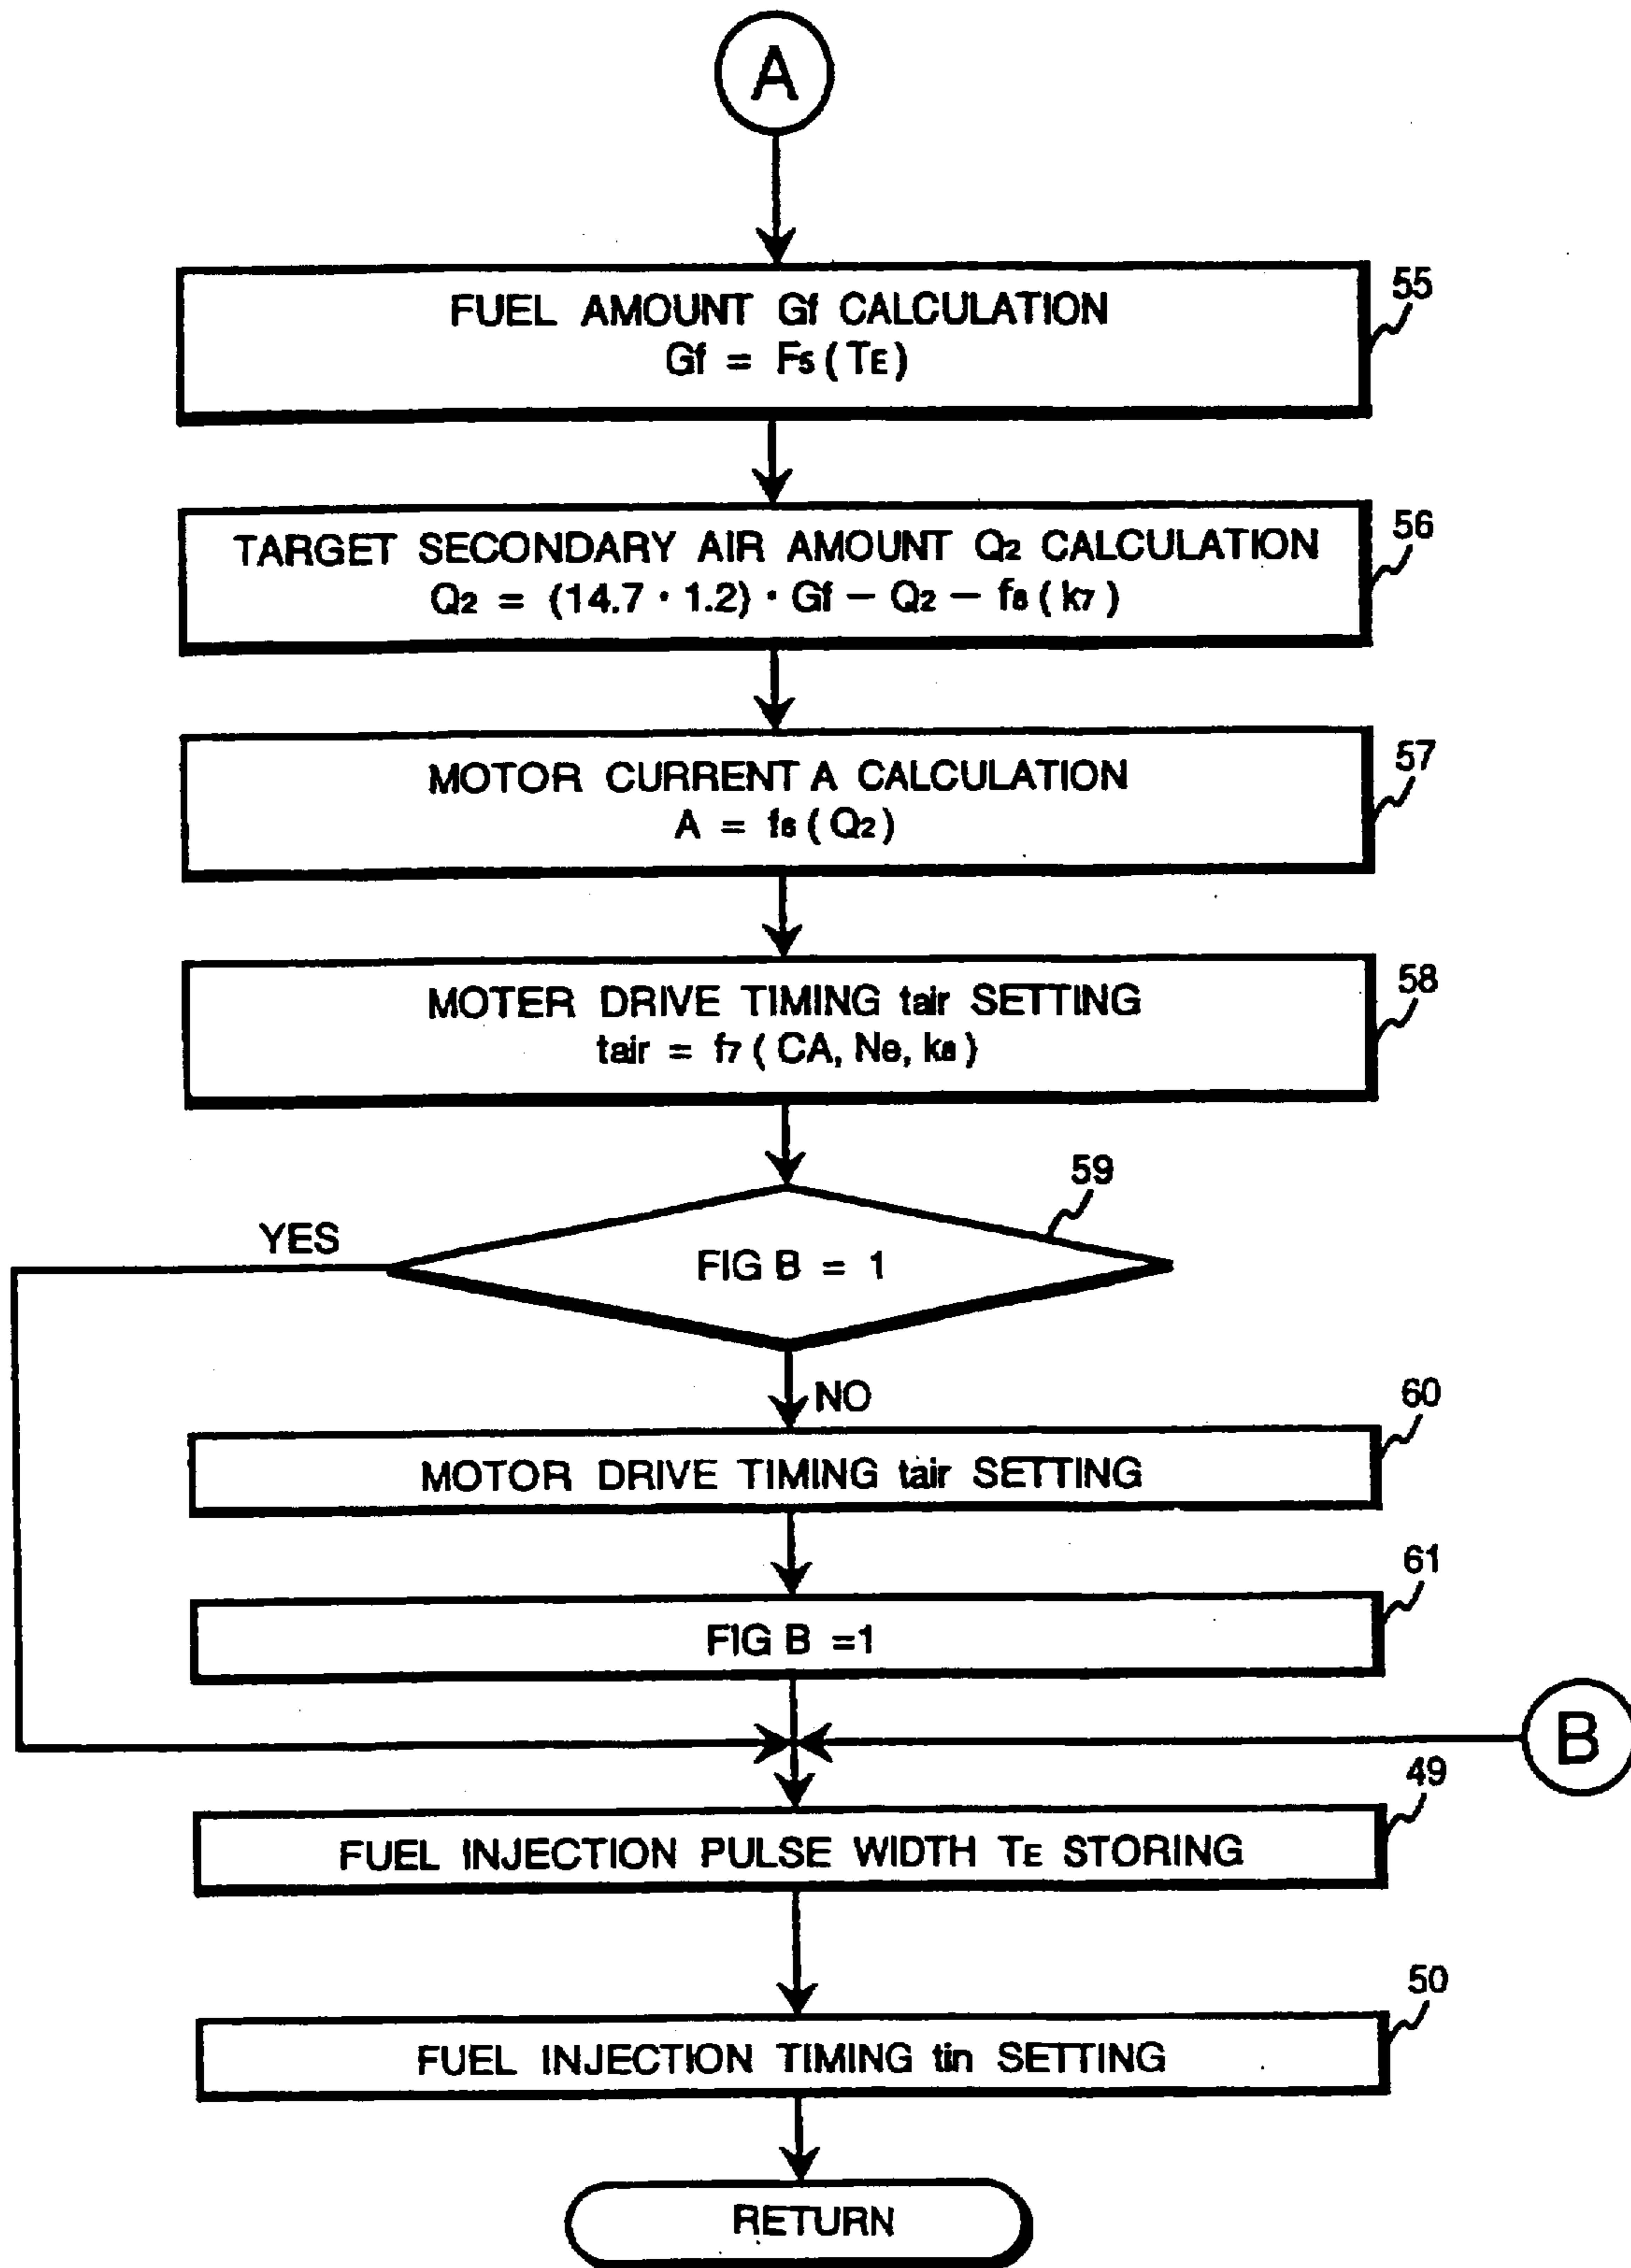 A
FUEL AMOUNT Gf CALCULATION
Gf = F5 ( TE )
55
TARGET SECONDARY AIR AMOUNT Q2 CALCULATION
Q2 = (14.7 · 1.2) · Gf − Q2 − f6 ( k7 )
56
MOTOR CURRENT A CALCULATION
A = f6 ( Q2 )
57
MOTER DRIVE TIMING tair SETTING
tair = f7 ( CA, Ne, k8 )
58
59
YES
FIG B = 1
NO
60
MOTOR DRIVE TIMING tair SETTING
61
FIG B =1
B
49
FUEL INJECTION PULSE WIDTH TE STORING
50
FUEL INJECTION TIMING tin SETTING
RETURN